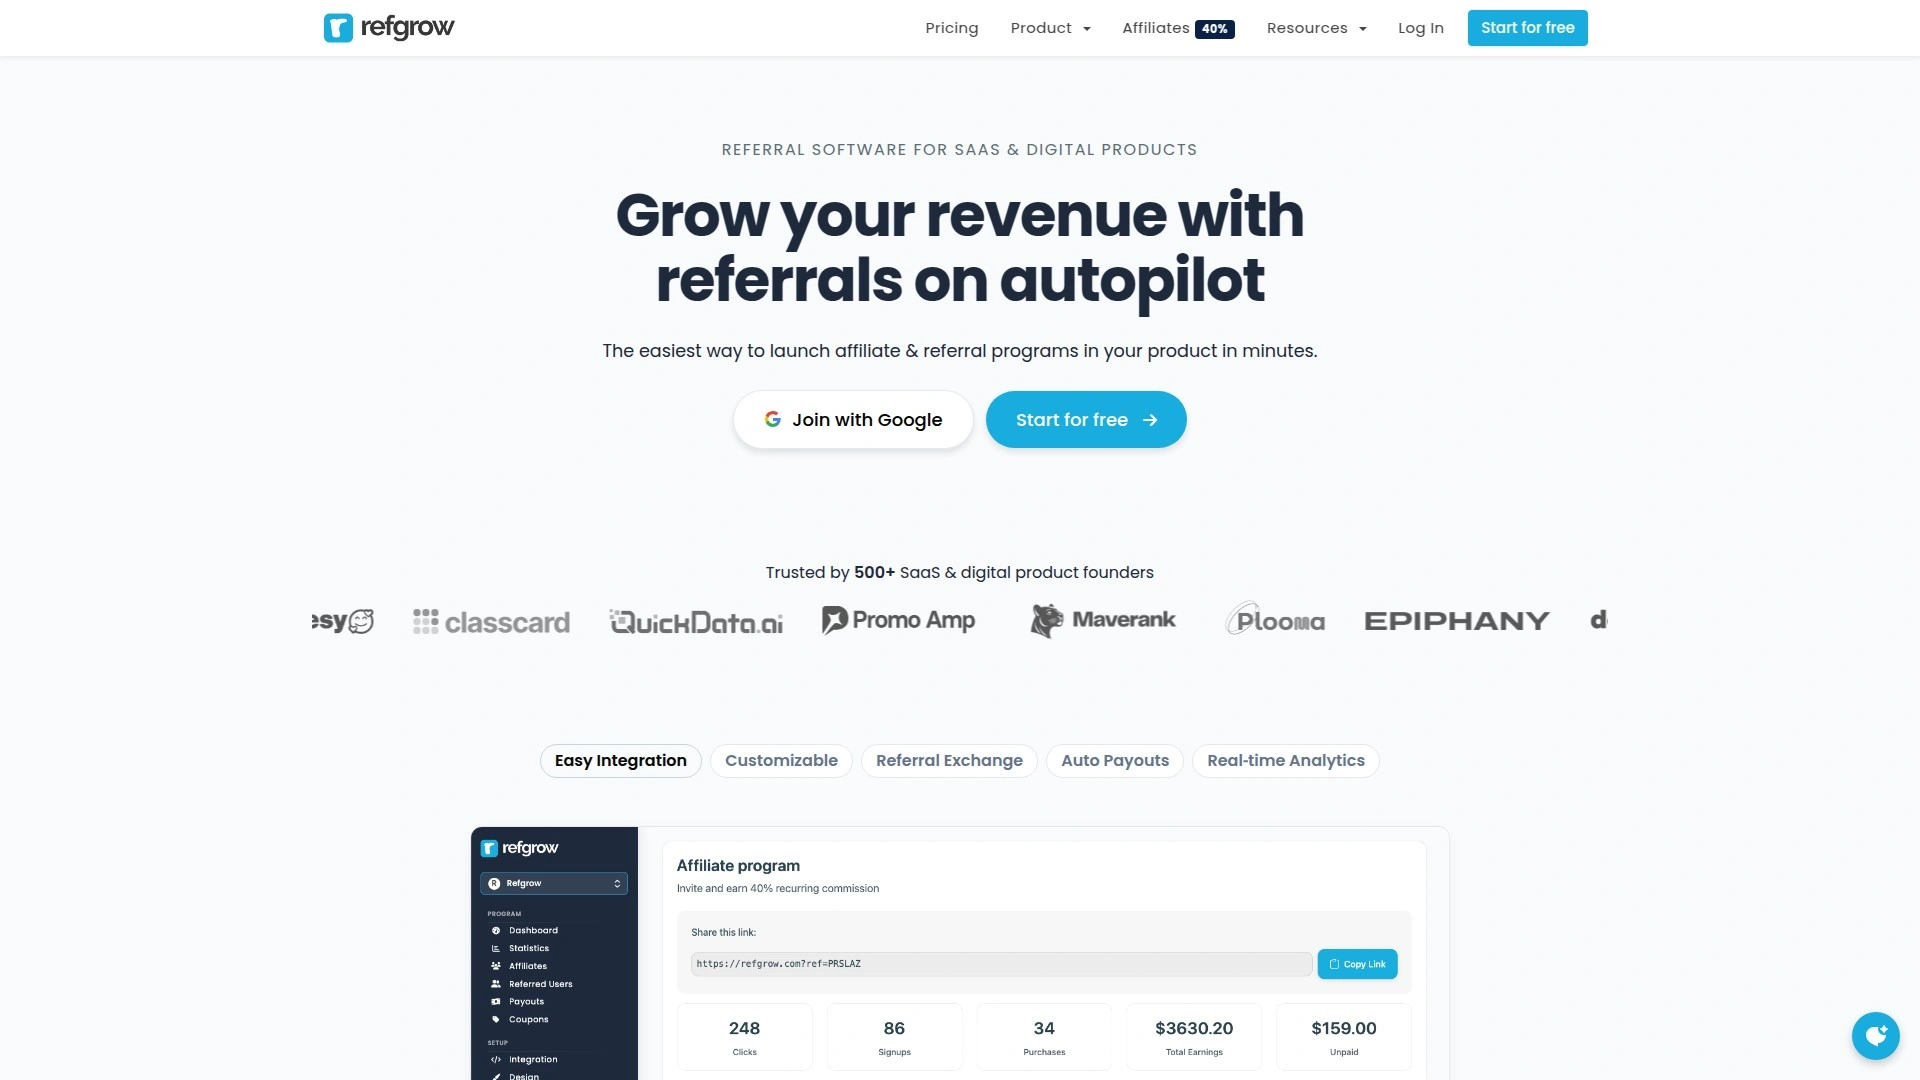 refgrow
Pricing
Product
Affiliates 40%
Resources
Log In
Start for free
REFERRAL SOFTWARE FOR SAAS & DIGITAL PRODUCTS
Grow your revenue with
referrals on autopilot
The easiest way to launch affiliate & referral programs in your product in minutes.
Join with Google
Start for free
Trusted by 500+ SaaS & digital product founders
esy
classcard
QuickData.ai
Promo Amp
Maverank
Plooma
EPIPHANY
d
Easy Integration
Customizable
Referral Exchange
Auto Payouts
Real-time Analytics
refgrow
R Refgrow
PROGRAM
Dashboard
Statistics
Affiliates
Referred Users
Payouts
Coupons
SETUP
Integration
Design
Affiliate program
Invite and earn 40% recurring commission
Share this link:
https://refgrow.com?ref=PRSLAZ
Copy Link
248
Clicks
86
Signups
34
Purchases
$3630.20
Total Earnings
$159.00
Unpaid